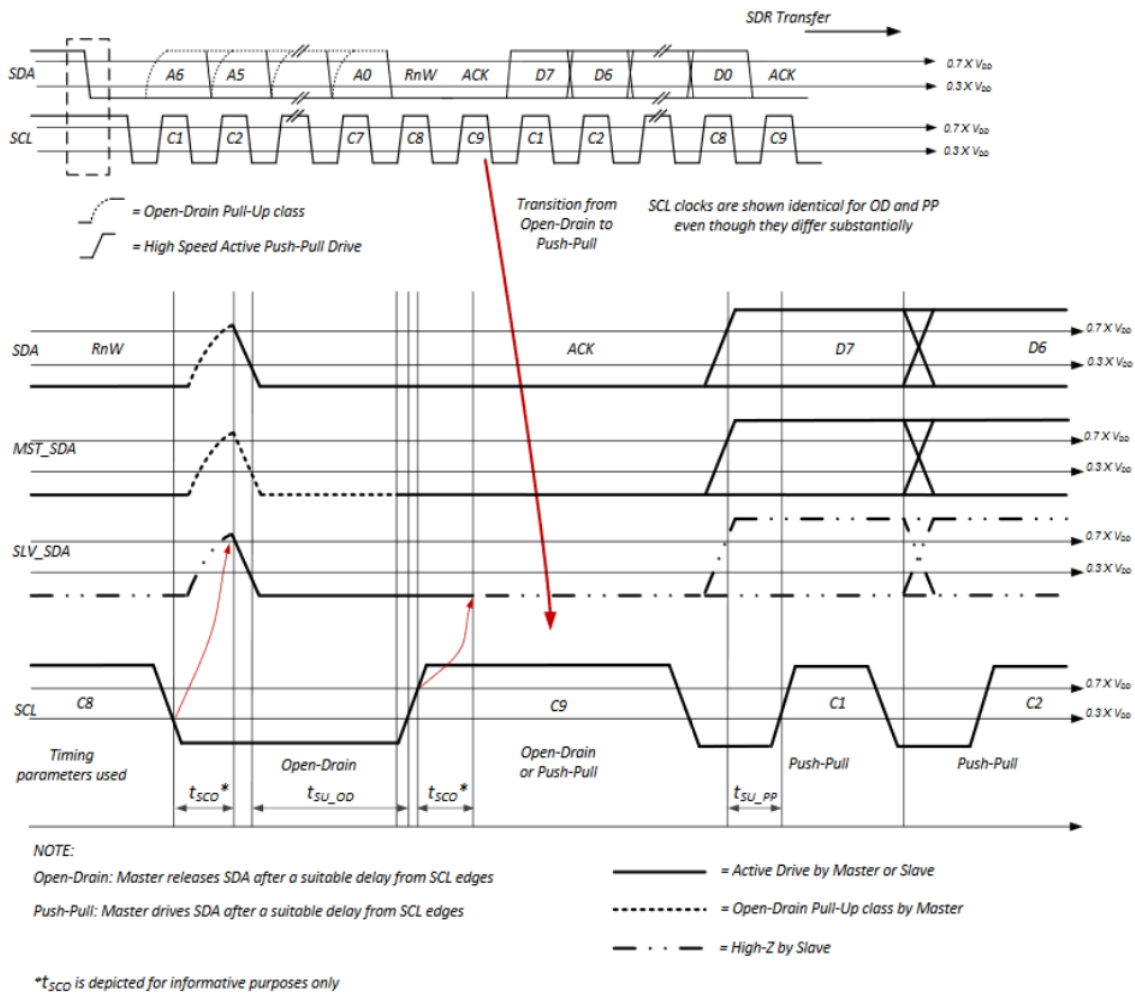 SDR Transfer
SDA A6 A5 A0 RnW ACK D7 D6 D0 ACK
0.7 X VDD
0.3 X VDD
SCL C1 C2 C7 C8 C9 C1 C2 C8 C9
0.7 X VDD
0.3 X VDD
= Open-Drain Pull-Up class
= High Speed Active Push-Pull Drive
Transition from
Open-Drain to
Push-Pull
SCL clocks are shown identical for OD and PP
even though they differ substantially
SDA RnW ACK D7 D6
0.7 X VDD
0.3 X VDD
MST_SDA
0.7 X VDD
0.3 X VDD
SLV_SDA
0.7 X VDD
0.3 X VDD
SCL C8 C9 C1 C2
0.7 X VDD
0.3 X VDD
Timing
parameters used
Open-Drain
Open-Drain
or Push-Pull
Push-Pull
Push-Pull
tSCO* tSU_OD tSCO* tSU_PP
NOTE:
Open-Drain: Master releases SDA after a suitable delay from SCL edges
Push-Pull: Master drives SDA after a suitable delay from SCL edges
= Active Drive by Master or Slave
= Open-Drain Pull-Up class by Master
= High-Z by Slave
*tSCO is depicted for informative purposes only